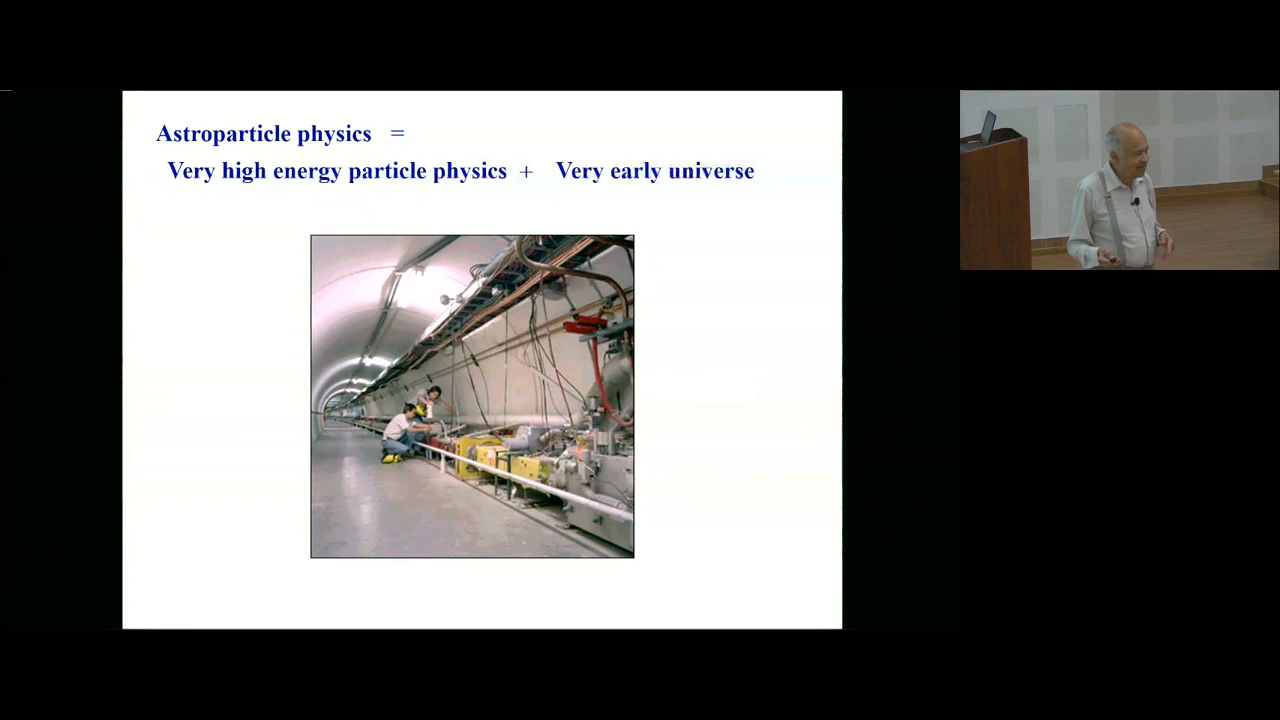 Astroparticle physics =
Very high energy particle physics + Very early universe